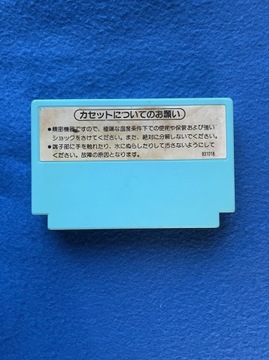 カセットについてのお願い
●精密機器ですので、極端な温度条件下での使用や保管および強い
ショックをさけてください。また、絶対に分解しないでください。
●端子部に手を触れたり、水にぬらしたりして汚さないようにして
ください。故障の原因となります。
931018